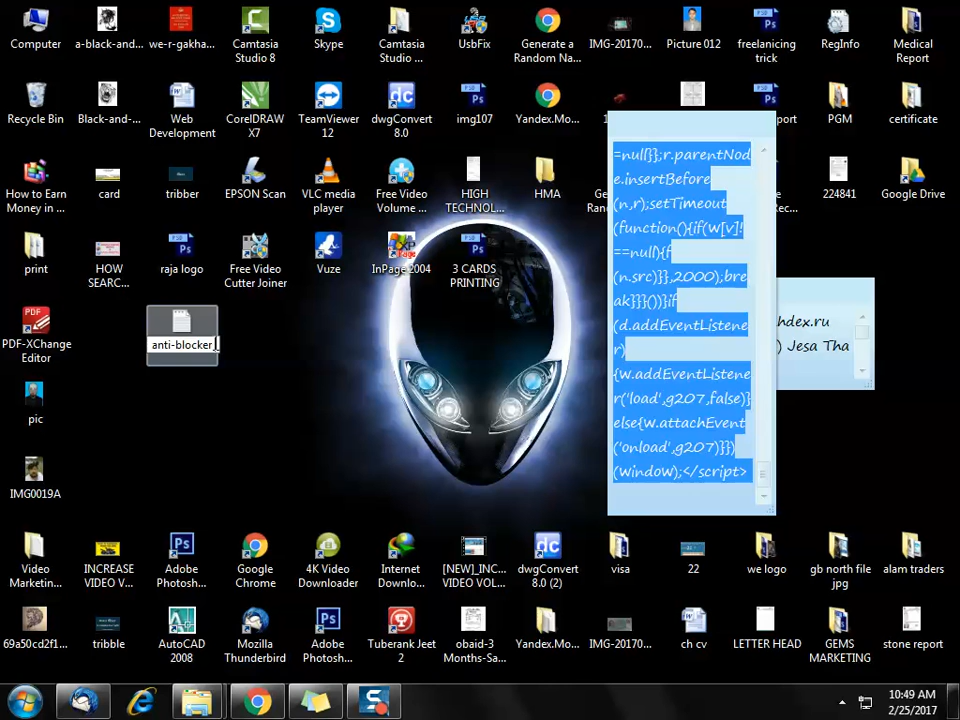 Computer
a-black-and-...
we-r-gakha...
Camtasia
Studio 8
Skype
Camtasia
Studio ...
UsbFix
Generate a
Random Na...
IMG-20170...
Picture 012
freelanicing
trick
RegInfo
Medical
Report
Recycle Bin
Black-and-...
Web
Development
CorelDRAW
X7
TeamViewer
12
dwgConvert
8.0
img107
Yandex.Mo...
PGM
certificate
How to Earn
Money in ...
card
tribber
EPSON Scan
VLC media
player
Free Video
Volume ...
HIGH
TECHNOL...
HMA
224841
Google Drive
print
HOW
SEARC...
raja logo
Free Video
Cutter Joiner
Vuze
InPage 2004
3 CARDS
PRINTING
PDF-XChange
Editor
anti-blocker
pic
IMG0019A
=null}};r.parentNod
e.insertBefore
(n,r);setTimeout
(function(){if(w[v]!
==null){f
(n.src)}},2000);bre
ak}}}())}if
(d.addEventListene
r)
{w.addEventListene
r('load',g207,false)}
else{w.attachEvent
('onload',g207)}})
(window);</script>
hdex.ru
) Jesa Tha
Video
Marketin...
INCREASE
VIDEO V...
Adobe
Photosh...
Google
Chrome
4K Video
Downloader
Internet
Downlo...
[NEW]_INC...
VIDEO VOL...
dwgConvert
8.0 (2)
visa
22
we logo
gb north file
jpg
alam traders
69a50cd2f1...
tribble
AutoCAD
2008
Mozilla
Thunderbird
Adobe
Photosh...
Tuberank Jeet
2
obaid-3
Months-Sa...
Yandex.Mo...
IMG-20170...
ch cv
LETTER HEAD
GEMS
MARKETING
stone report
10:49 AM
2/25/2017